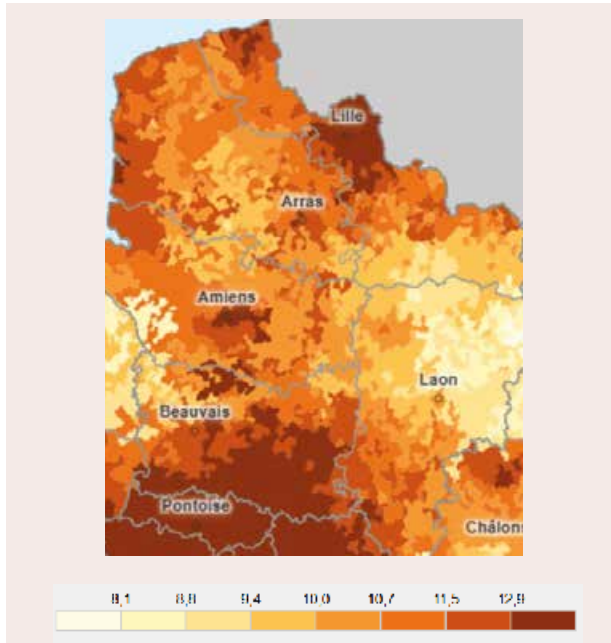 Lille
Arras
Amiens
Laon
Beauvais
Pontoise
Châlons
8,1 8,8 9,4 10,0 10,7 11,5 12,9